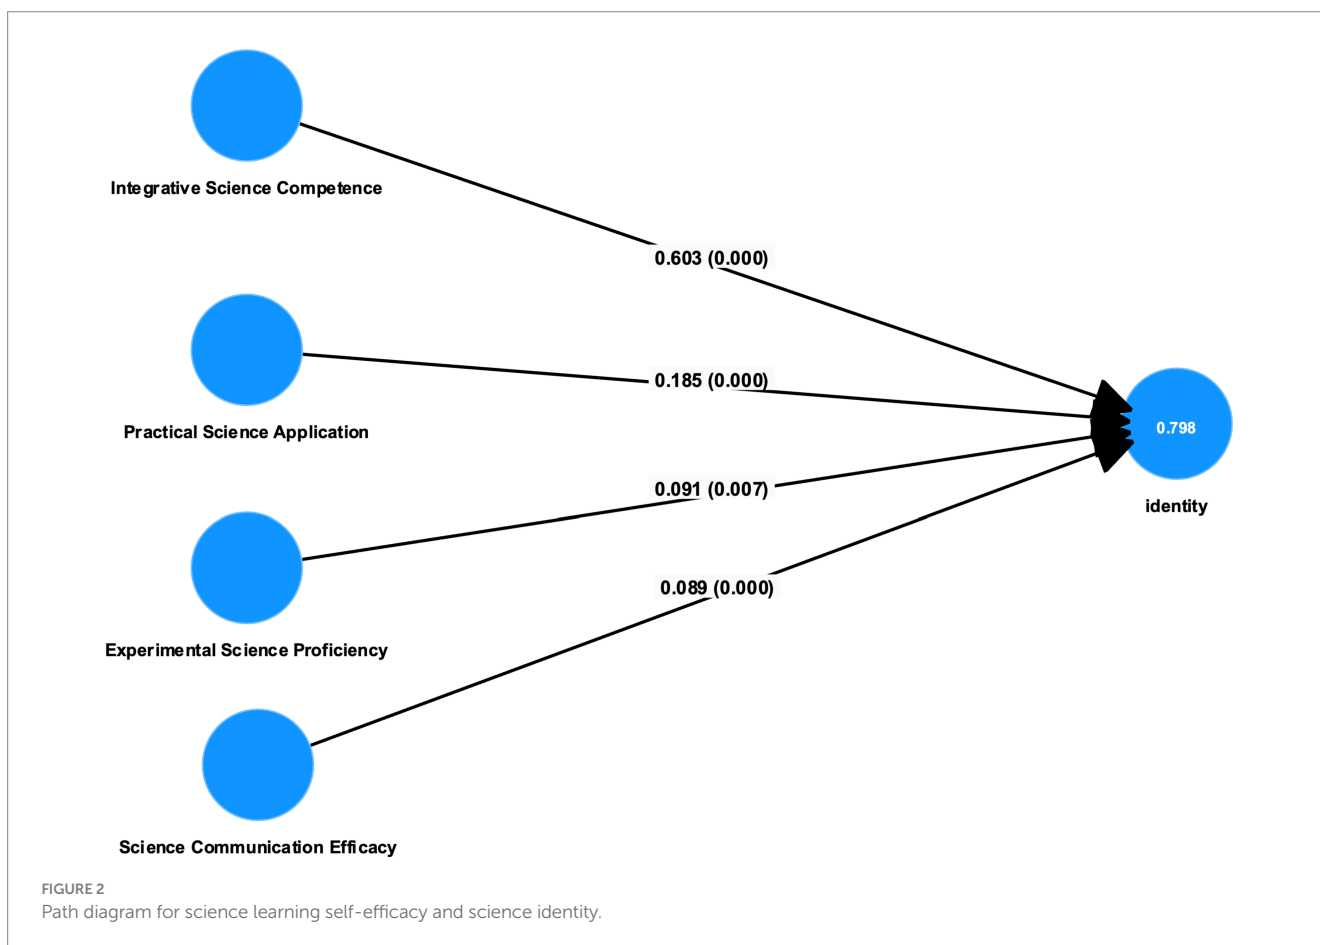 Integrative Science Competence
0.603 (0.000)
Practical Science Application
0.185 (0.000)
0.798
identity
0.091 (0.007)
Experimental Science Proficiency
0.089 (0.000)
Science Communication Efficacy
FIGURE 2
Path diagram for science learning self-efficacy and science identity.